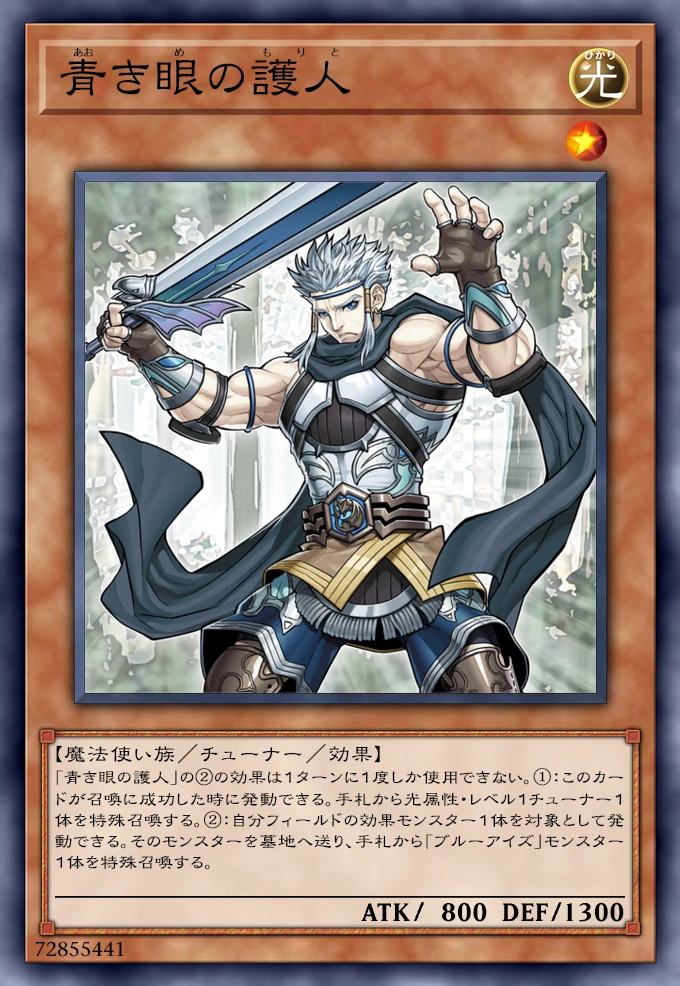 あお め もりと
青き眼の護人
ひかり
光
【魔法使い族／チューナー／効果】
「青き眼の護人」の②の効果は1ターンに1度しか使用できない。①：このカー
ドが召喚に成功した時に発動できる。手札から光属性・レベル1チューナー1
体を特殊召喚する。②：自分フィールドの効果モンスター1体を対象として発
動できる。そのモンスターを墓地へ送り、手札から「ブルーアイズ」モンスター
1体を特殊召喚する。
ATK/ 800 DEF/1300
72855441